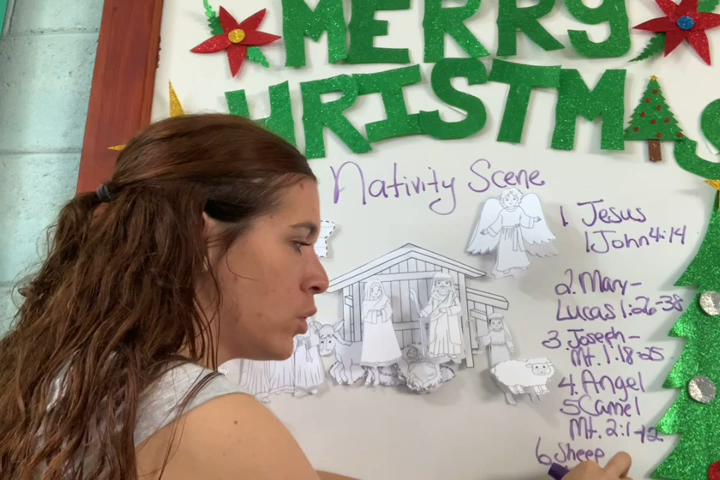 MERRY
CHRISTMAS
Nativity Scene
1. Jesus
1John 4:14
2. Mary-
Lucas 1:26-38
3. Joseph-
Mt. 1:18-25
4. Angel
5 Camel
Mt. 2:1-12
6 Sheep